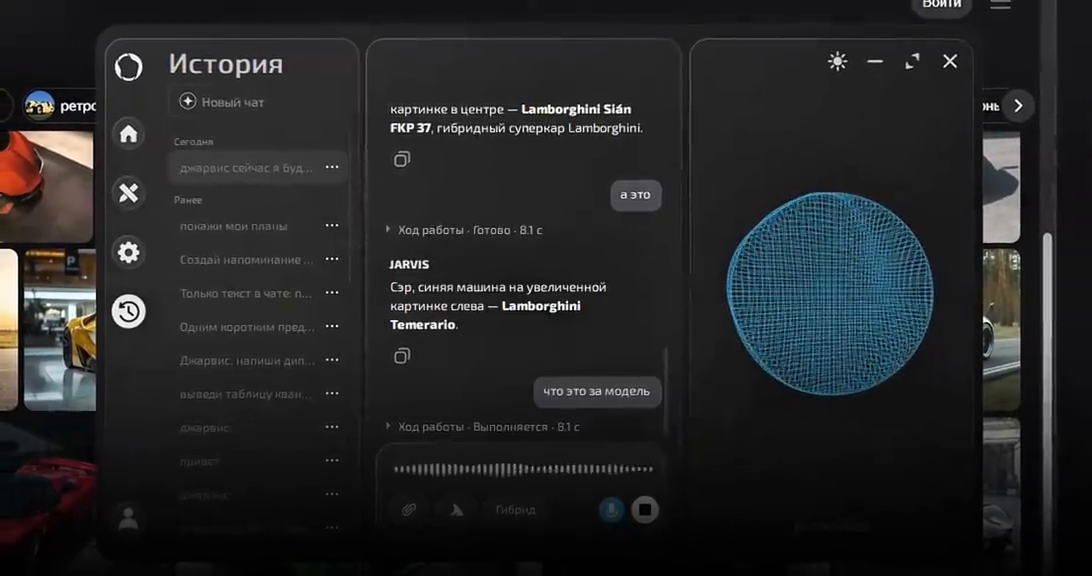 Войти
ретро
История
Новый чат
Сегодня
джарвис сейчас я буд...
Ранее
покажи мои планы
Создай напоминание ...
Только текст в чате: п...
Одним коротким пред...
Джарвис, напиши дип...
выведи таблицу кван...
джарвис
привет
картинке в центре — Lamborghini Sián
FKP 37, гибридный суперкар Lamborghini.
а это
Ход работы · Готово · 8.1 с
JARVIS
Сэр, синяя машина на увеличенной
картинке слева — Lamborghini
Temerario.
что это за модель
Ход работы · Выполняется · 8.1 с
Гибрид
P